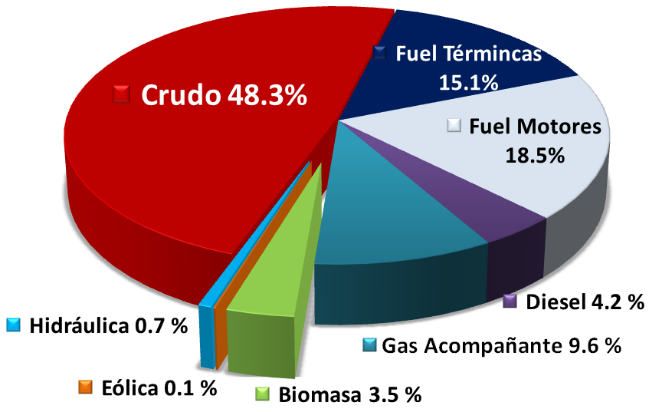 Fuel Términcas
15.1%
Crudo 48.3%
Fuel Motores
18.5%
Diesel 4.2 %
Hidráulica 0.7 %
Gas Acompañante 9.6 %
Eólica 0.1 %
Biomasa 3.5 %